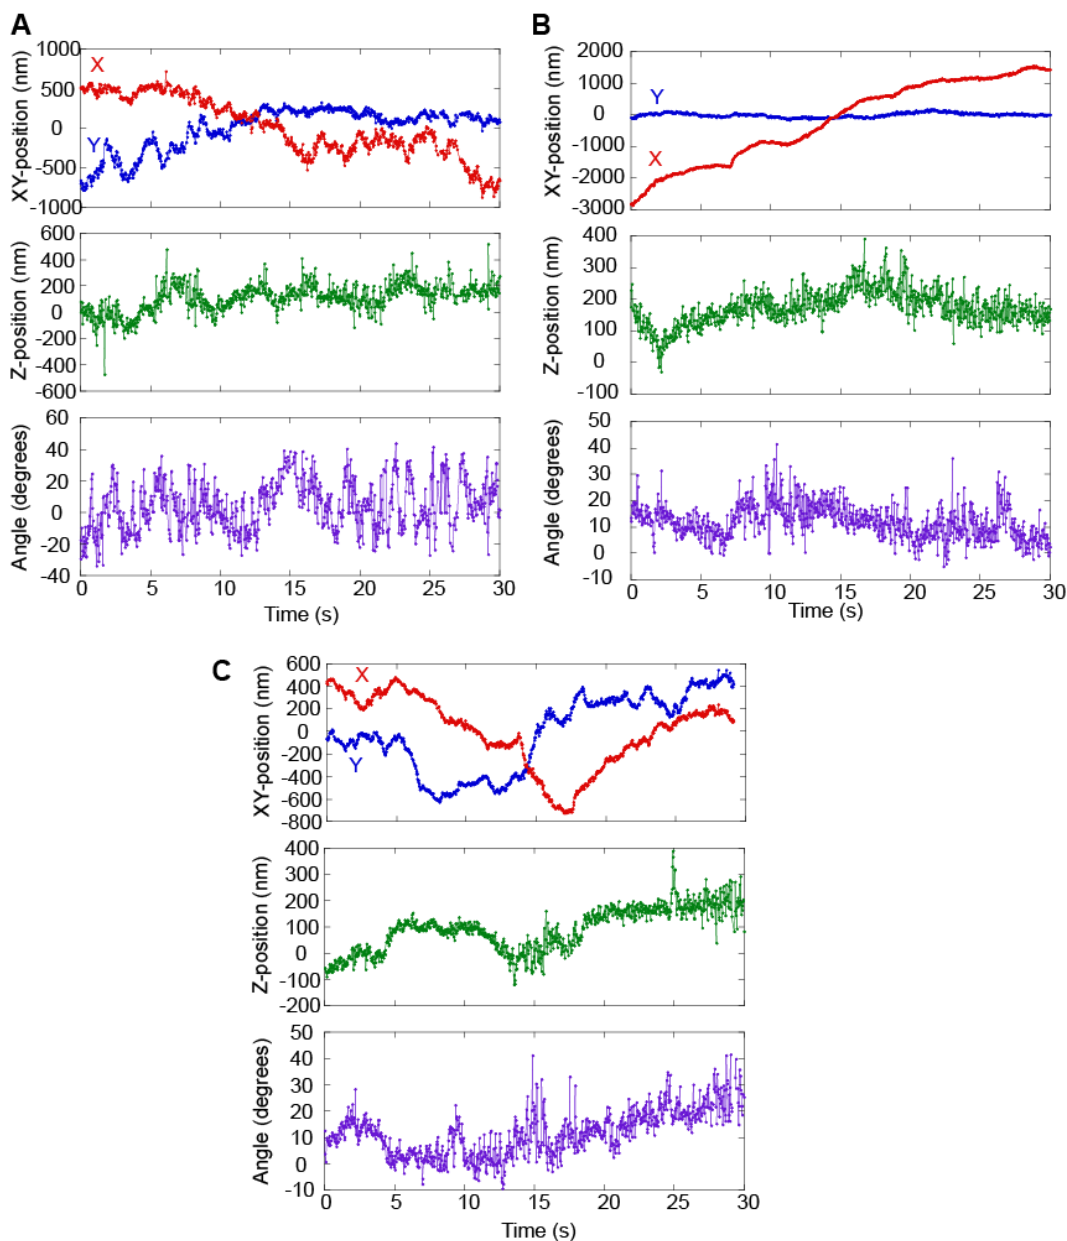 A
XY-position (nm)
1000
500
0
-500
-1000
X
Y
Z-position (nm)
600
400
200
0
-200
-400
-600
Angle (degrees)
60
40
20
0
-20
-40
0 5 10 15 20 25 30
Time (s)
B
XY-position (nm)
2000
1000
0
-1000
-2000
-3000
Y
X
Z-position (nm)
400
300
200
100
0
-100
Angle (degrees)
50
40
30
20
10
0
-10
0 5 10 15 20 25 30
Time (s)
C
XY-position (nm)
600
400
200
0
-200
-400
-600
-800
X
Y
Z-position (nm)
400
300
200
100
0
-100
-200
Angle (degrees)
50
40
30
20
10
0
-10
0 5 10 15 20 25 30
Time (s)